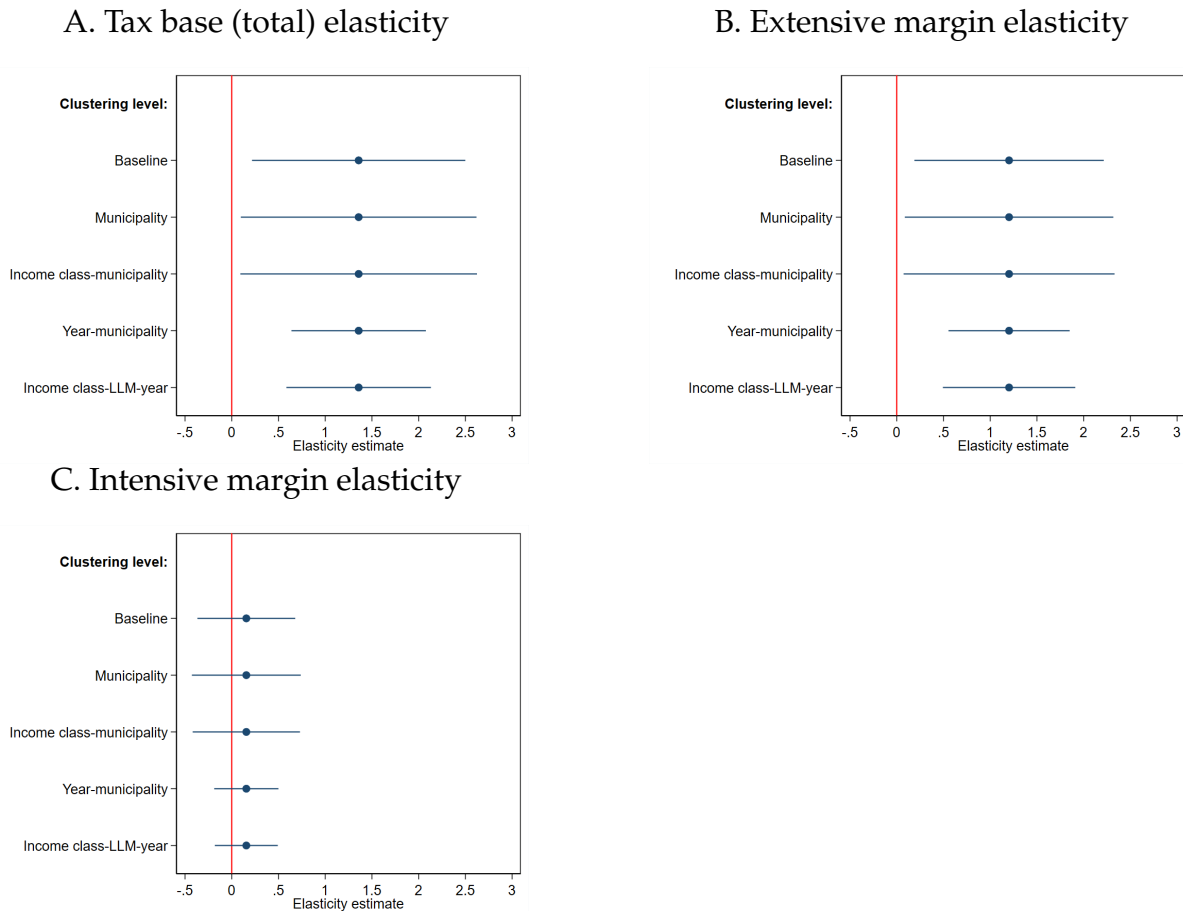 A. Tax base (total) elasticity
Clustering level:
Baseline
Municipality
Income class-municipality
Year-municipality
Income class-LLM-year
-.5 0 .5 1 1.5 2 2.5 3
Elasticity estimate
B. Extensive margin elasticity
Clustering level:
Baseline
Municipality
Income class-municipality
Year-municipality
Income class-LLM-year
-.5 0 .5 1 1.5 2 2.5 3
Elasticity estimate
C. Intensive margin elasticity
Clustering level:
Baseline
Municipality
Income class-municipality
Year-municipality
Income class-LLM-year
-.5 0 .5 1 1.5 2 2.5 3
Elasticity estimate